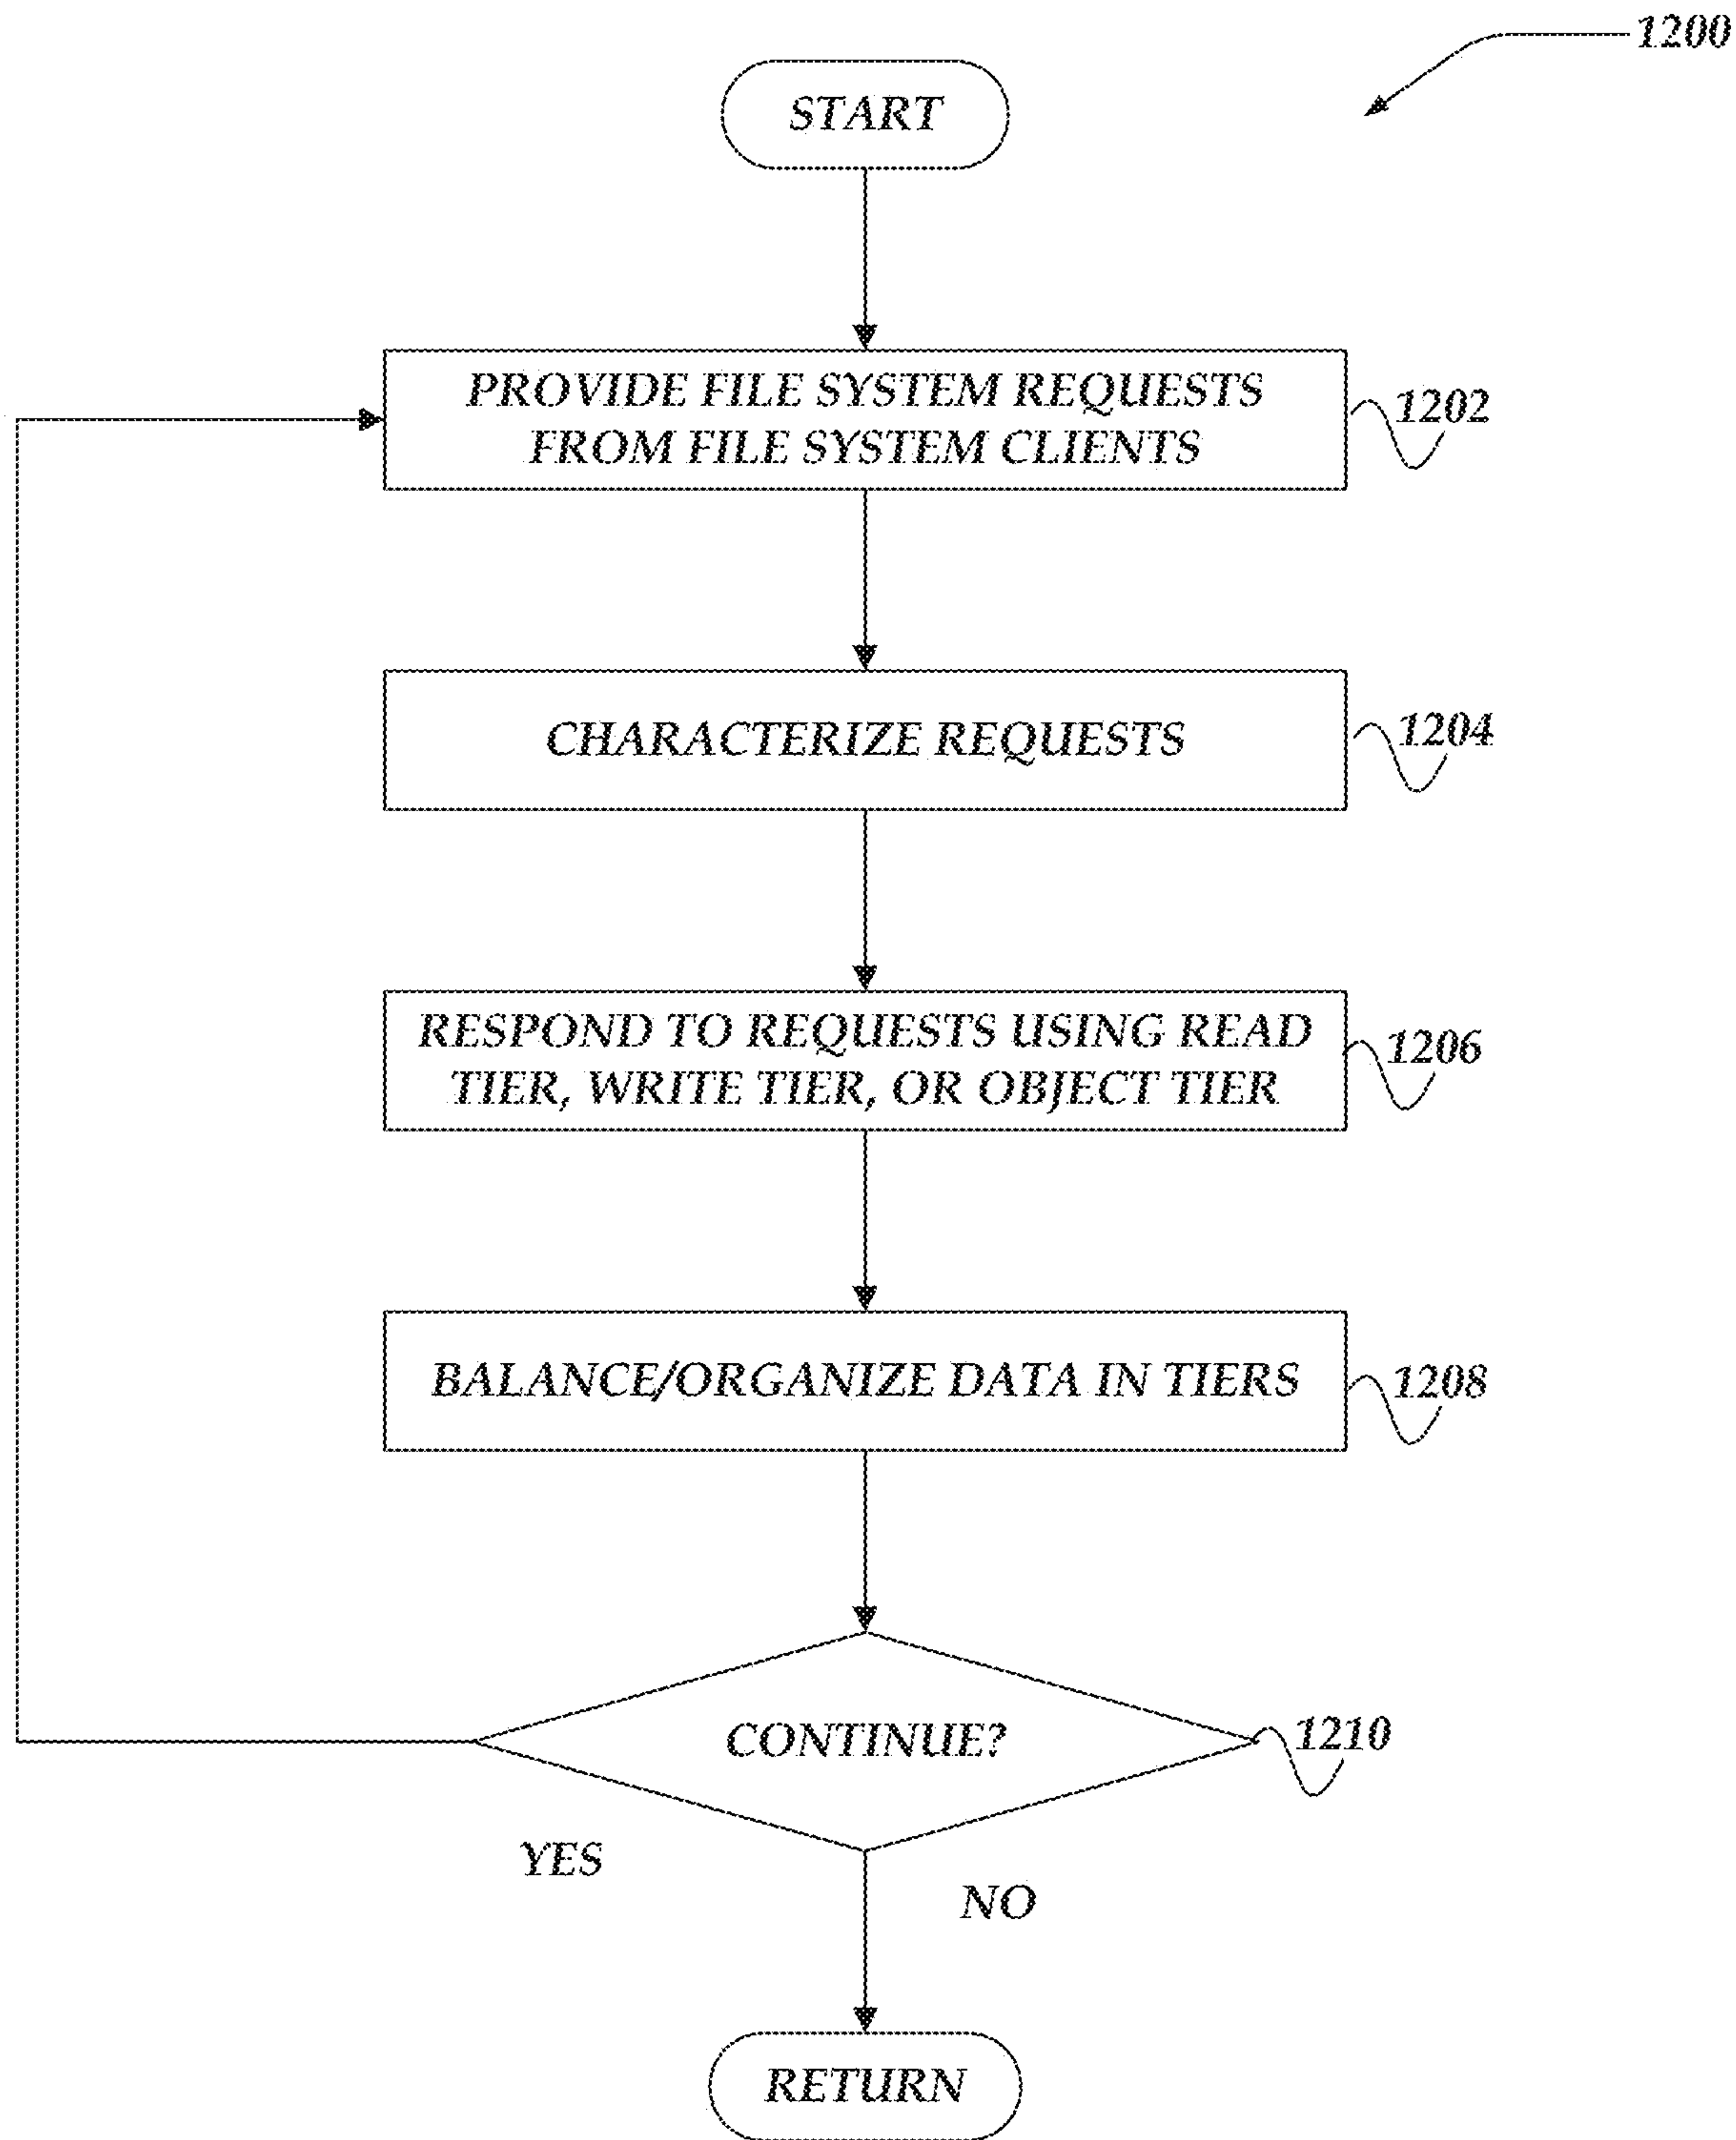 1200
START
PROVIDE FILE SYSTEM REQUESTS
FROM FILE SYSTEM CLIENTS
1202
CHARACTERIZE REQUESTS
1204
RESPOND TO REQUESTS USING READ
TIER, WRITE TIER, OR OBJECT TIER
1206
BALANCE/ORGANIZE DATA IN TIERS
1208
CONTINUE?
1210
YES
NO
RETURN